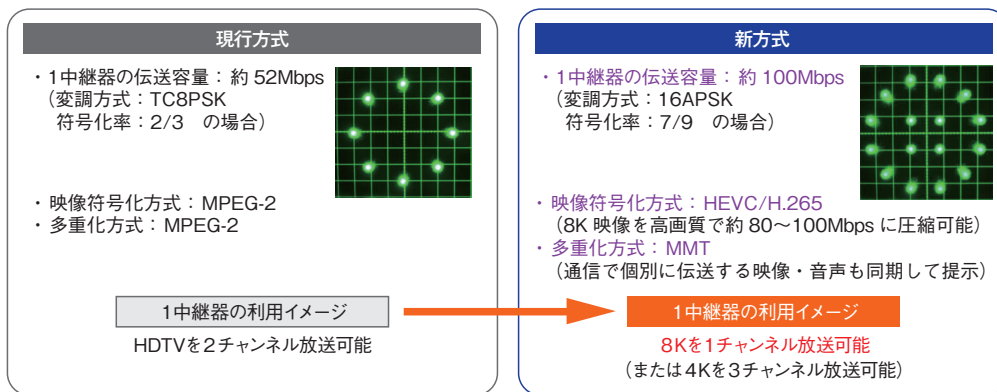 現行方式
・1中継器の伝送容量：約 52Mbps
（変調方式：TC8PSK
符号化率：2/3　の場合）
・映像符号化方式：MPEG-2
・多重化方式：MPEG-2
1中継器の利用イメージ
HDTVを2チャンネル放送可能
新方式
・1中継器の伝送容量：約 100Mbps
（変調方式：16APSK
符号化率：7/9　の場合）
・映像符号化方式：HEVC/H.265
（8K 映像を高画質で約 80〜100Mbps に圧縮可能）
・多重化方式：MMT
（通信で個別に伝送する映像・音声も同期して提示）
1中継器の利用イメージ
8Kを1チャンネル放送可能
（または4Kを3チャンネル放送可能）